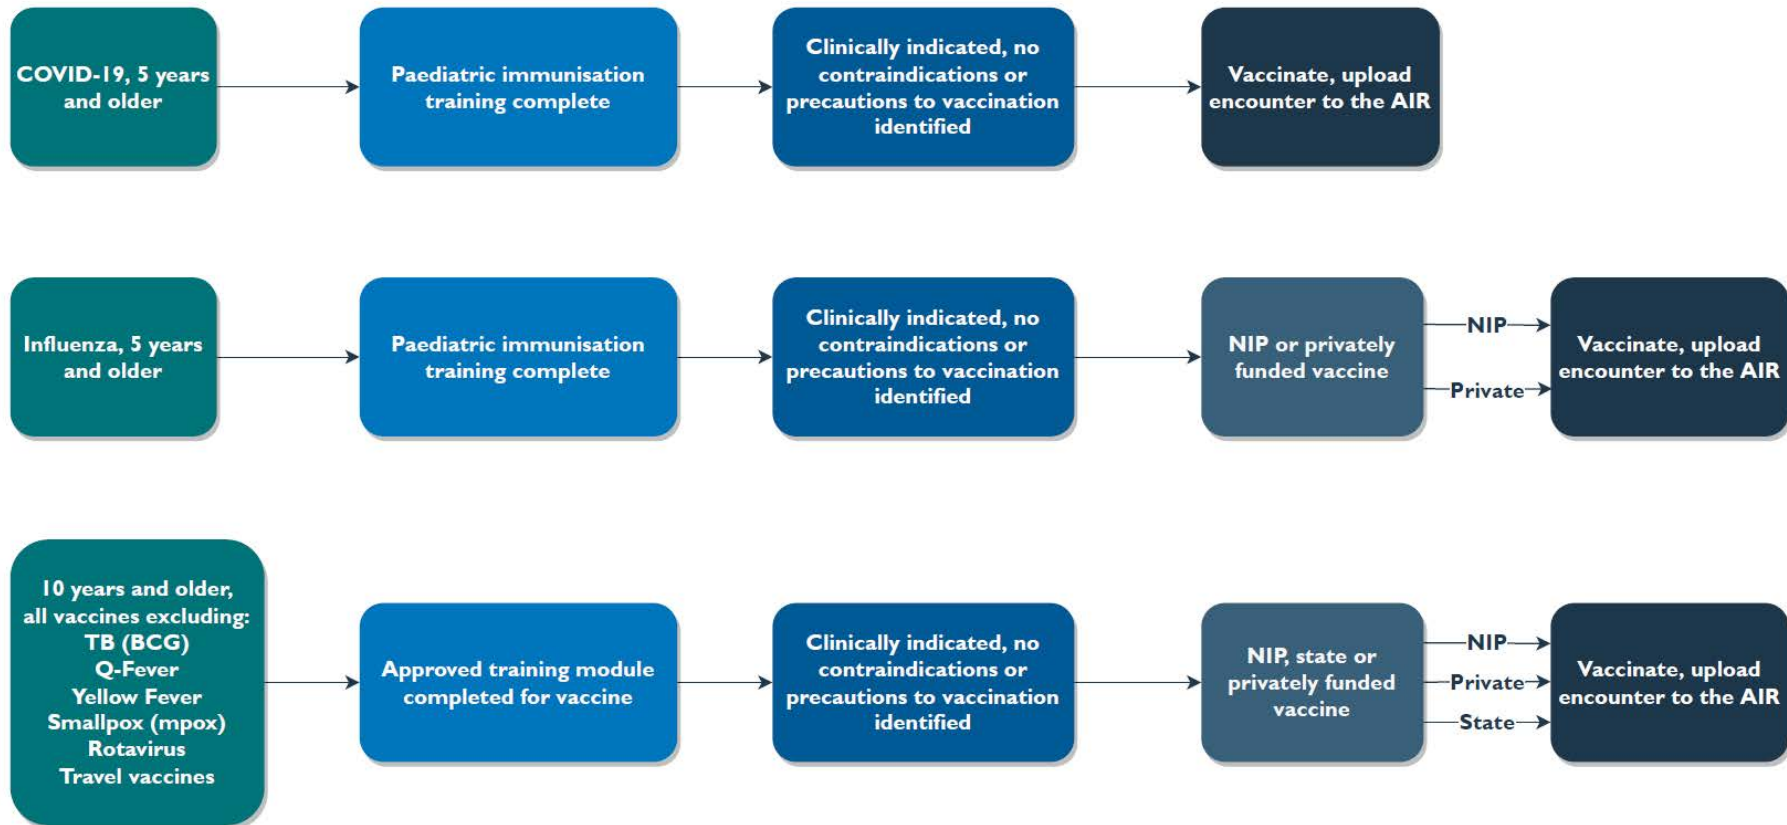 COVID-19, 5 years
and older
Paediatric immunisation
training complete
Clinically indicated, no
contraindications or
precautions to vaccination
identified
Vaccinate, upload
encounter to the AIR
Influenza, 5 years
and older
Paediatric immunisation
training complete
Clinically indicated, no
contraindications or
precautions to vaccination
identified
NIP or privately
funded vaccine
NIP
Private
Vaccinate, upload
encounter to the AIR
10 years and older,
all vaccines excluding:
TB (BCG)
Q-Fever
Yellow Fever
Smallpox (mpox)
Rotavirus
Travel vaccines
Approved training module
completed for vaccine
Clinically indicated, no
contraindications or
precautions to vaccination
identified
NIP, state or
privately funded
vaccine
NIP
Private
State
Vaccinate, upload
encounter to the AIR